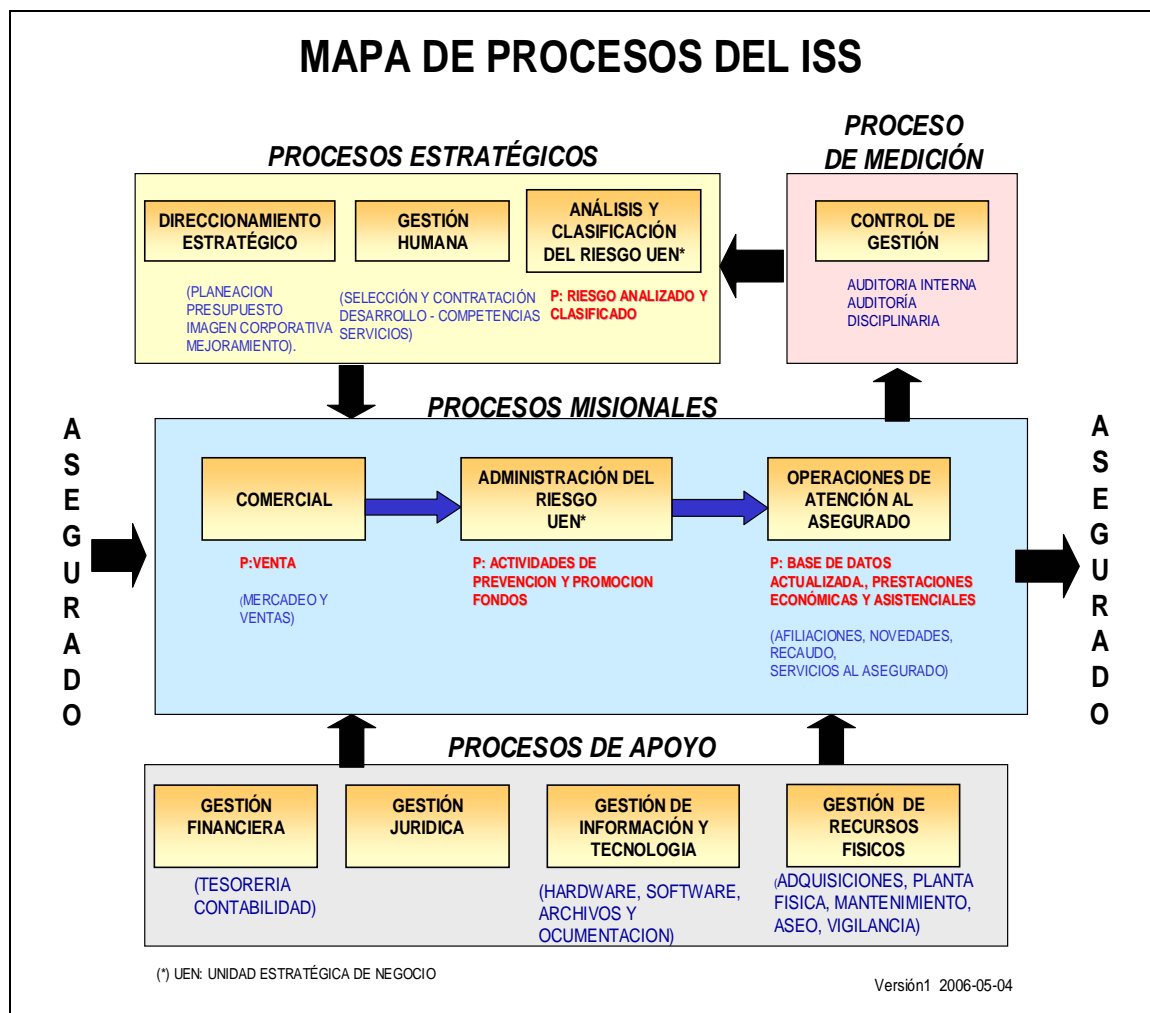 MAPA DE PROCESOS DEL ISS
PROCESOS ESTRATÉGICOS
PROCESO
DE MEDICIÓN
DIRECCIONAMIENTO
ESTRATÉGICO
(PLANEACION
PRESUPUESTO
IMAGEN CORPORATIVA
MEJORAMIENTO).
GESTIÓN
HUMANA
(SELECCIÓN Y CONTRATACIÓN
DESARROLLO - COMPETENCIAS
SERVICIOS)
ANÁLISIS Y
CLASIFICACIÓN
DEL RIESGO UEN*
P: RIESGO ANALIZADO Y
CLASIFICADO
CONTROL DE
GESTIÓN
AUDITORIA INTERNA
AUDITORÍA
DISCIPLINARIA
ASEGURADO
PROCESOS MISIONALES
COMERCIAL
P:VENTA
(MERCADEO Y
VENTAS)
ADMINISTRACIÓN DEL
RIESGO
UEN*
P: ACTIVIDADES DE
PREVENCION Y PROMOCION
FONDOS
OPERACIONES DE
ATENCIÓN AL
ASEGURADO
P: BASE DE DATOS
ACTUALIZADA., PRESTACIONES
ECONÓMICAS Y ASISTENCIALES
(AFILIACIONES, NOVEDADES,
RECAUDO,
SERVICIOS AL ASEGURADO)
ASEGURADO
PROCESOS DE APOYO
GESTIÓN
FINANCIERA
(TESORERIA
CONTABILIDAD)
GESTIÓN
JURIDICA
GESTIÓN DE
INFORMACIÓN Y
TECNOLOGIA
(HARDWARE, SOFTWARE,
ARCHIVOS Y
OCUMENTACION)
GESTIÓN DE
RECURSOS
FISICOS
(ADQUISICIONES, PLANTA
FISICA, MANTENIMIENTO,
ASEO, VIGILANCIA)
(*) UEN: UNIDAD ESTRATÉGICA DE NEGOCIO
Versión1 2006-05-04